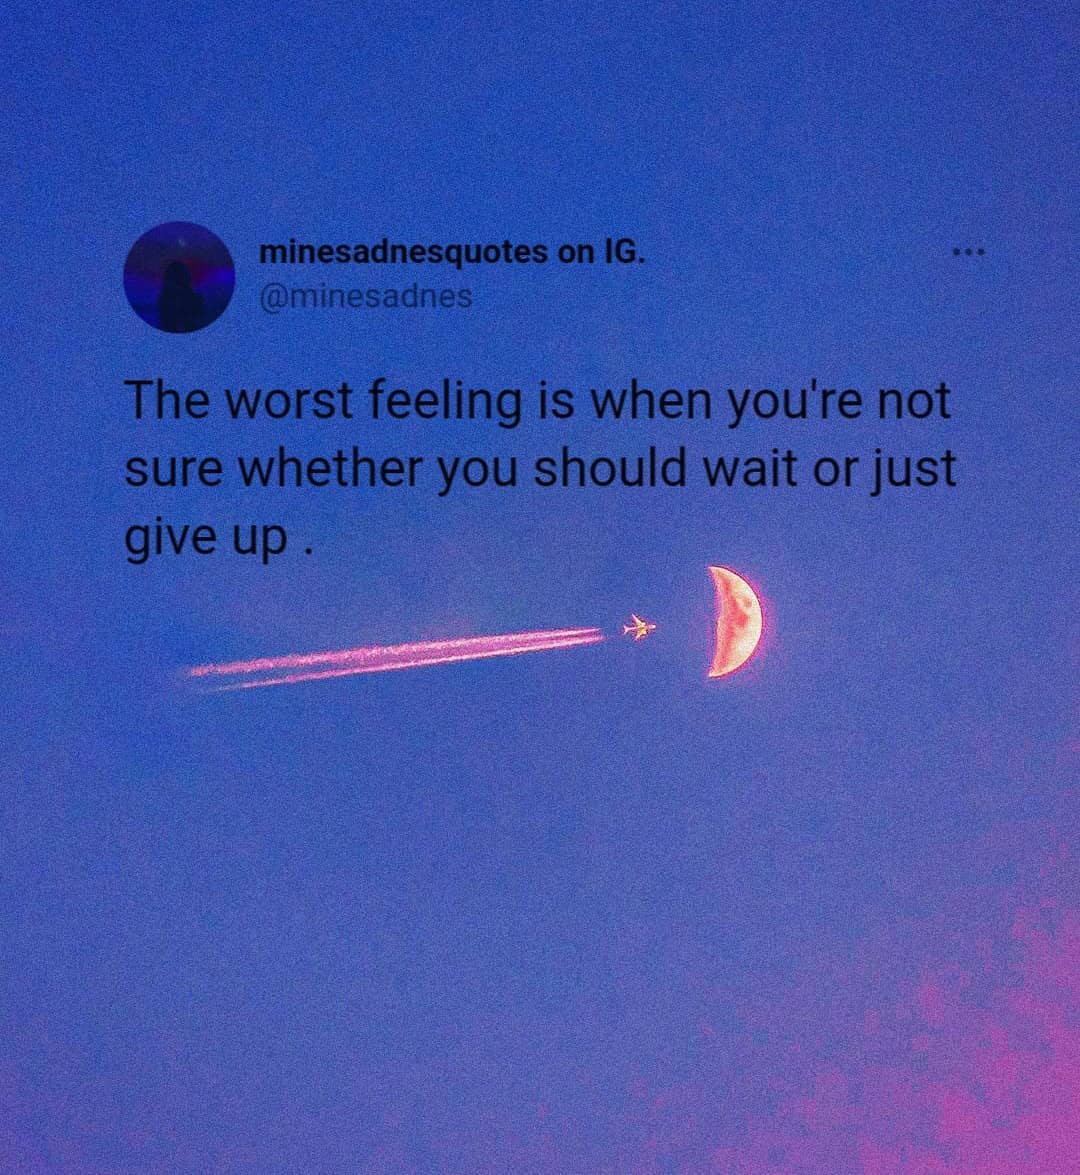 minesadnesquotes on IG.
@minesadnes
The worst feeling is when you're not
sure whether you should wait or just
give up .